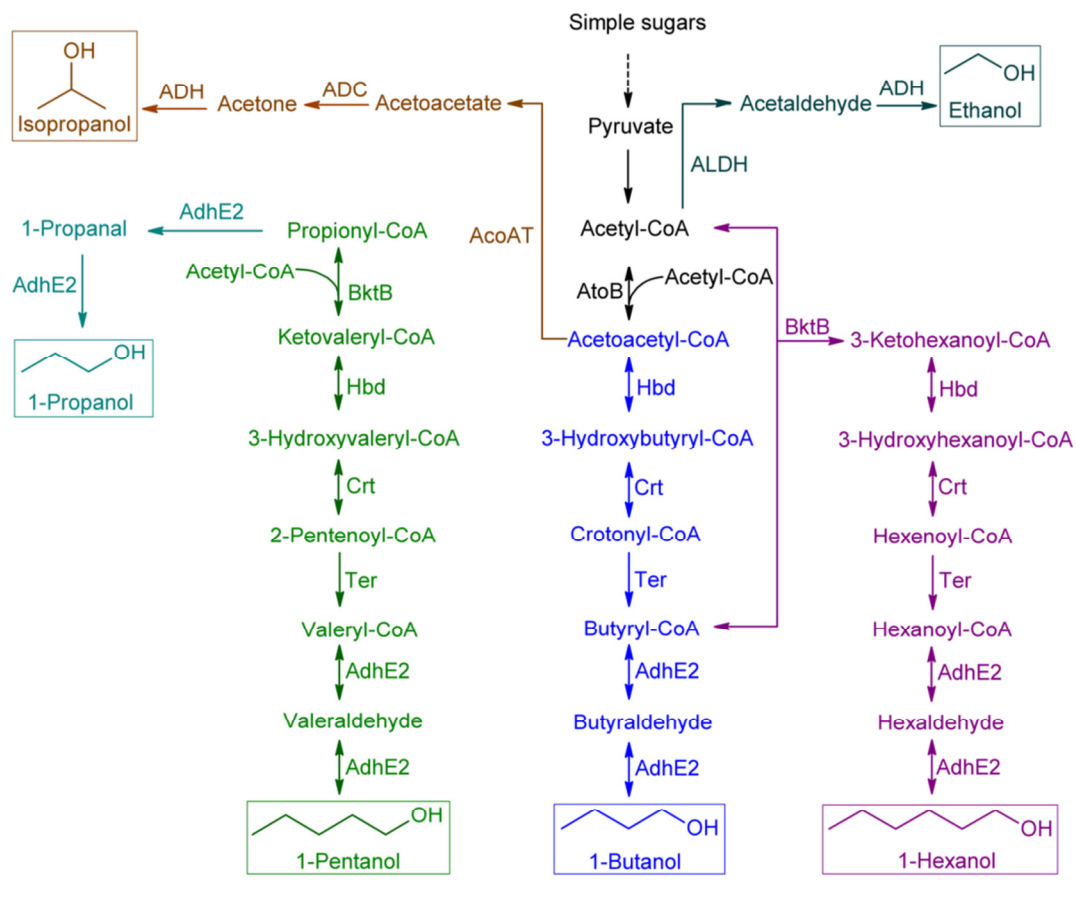 Simple sugars
OH
Isopropanol
ADH
Acetone
ADC
Acetoacetate
Pyruvate
Acetaldehyde
ADH
OH
Ethanol
ALDH
AcoAT
1-Propanal
AdhE2
Propionyl-CoA
Acetyl-CoA
Acetyl-CoA
BktB
AdhE2
AtoB
Acetyl-CoA
OH
1-Propanol
Ketovaleryl-CoA
Acetoacetyl-CoA
BktB
3-Ketohexanoyl-CoA
Hbd
Hbd
Hbd
3-Hydroxyvaleryl-CoA
3-Hydroxybutyryl-CoA
3-Hydroxyhexanoyl-CoA
Crt
Crt
Crt
2-Pentenoyl-CoA
Crotonyl-CoA
Hexenoyl-CoA
Ter
Ter
Ter
Valeryl-CoA
Butyryl-CoA
Hexanoyl-CoA
AdhE2
AdhE2
AdhE2
Valeraldehyde
Butyraldehyde
Hexaldehyde
AdhE2
AdhE2
AdhE2
OH
1-Pentanol
OH
1-Butanol
OH
1-Hexanol